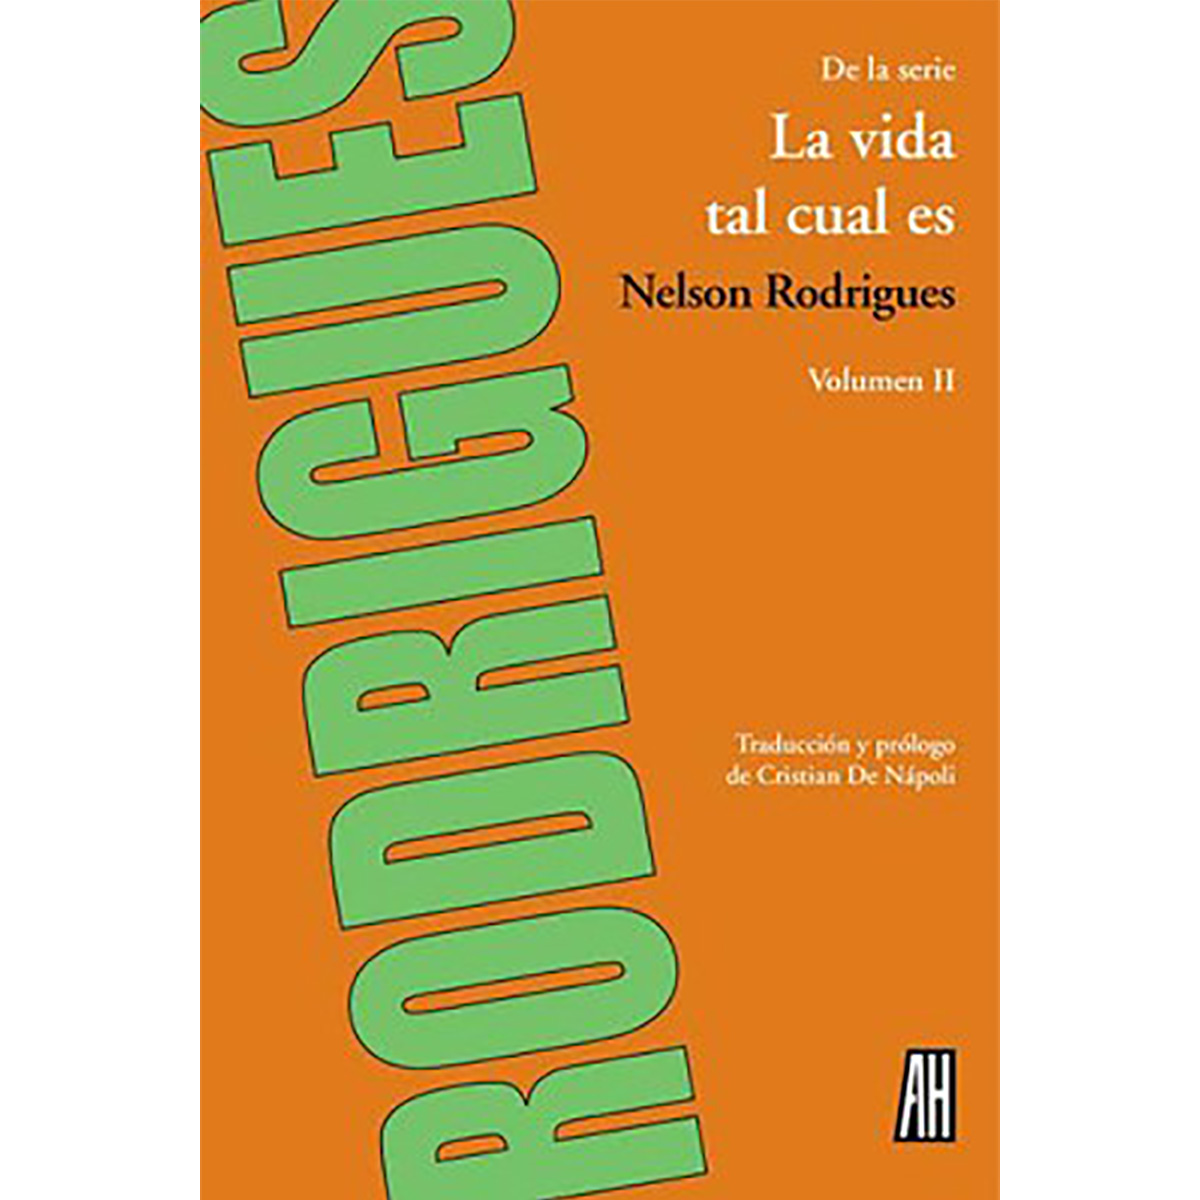 RODRIGUES
De la serie
La vida
tal cual es
Nelson Rodrigues
Volumen II
Traducción y prólogo
de Cristian De Nápoli
AH